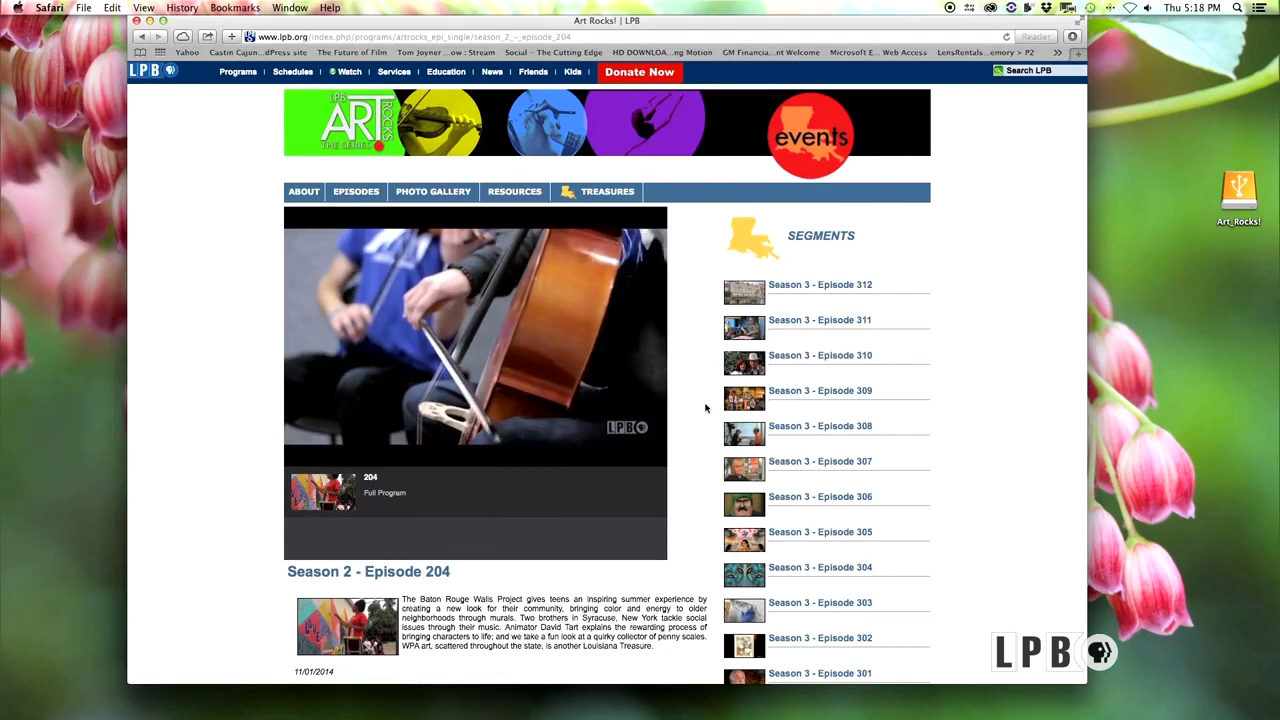 Safari File Edit View History Bookmarks Window Help Thu 5:18 PM
Art Rocks! | LPB
www.lpb.org/index.php/programs/artrocks_epi_single/season_2_-_episode_204 Reader
Yahoo Castin Cajun...dPress site The Future of Film Tom Joyner ...ow : Stream Social - The Cutting Edge HD DOWNLOA...ng Motion GM Financia...nt Welcome Microsoft E... Web Access LensRentals...emory > P2
LPB Programs Schedules Watch Services Education News Friends Kids Donate Now Search LPB
LPB
ART ROCKS
THE SERIES
events
ABOUT EPISODES PHOTO GALLERY RESOURCES TREASURES
SEGMENTS
Art_Rocks!
Season 3 - Episode 312
Season 3 - Episode 311
Season 3 - Episode 310
Season 3 - Episode 309
Season 3 - Episode 308
Season 3 - Episode 307
Season 3 - Episode 306
Season 3 - Episode 305
Season 3 - Episode 304
Season 3 - Episode 303
Season 3 - Episode 302
Season 3 - Episode 301
LPB
204
Full Program
Season 2 - Episode 204
The Baton Rouge Walls Project gives teens an inspiring summer experience by
creating a new look for their community, bringing color and energy to older
neighborhoods through murals. Two brothers in Syracuse, New York tackle social
issues through their music. Animator David Tart explains the rewarding process of
bringing characters to life; and we take a fun look at a quirky collector of penny scales.
WPA art, scattered throughout the state, is another Louisiana Treasure.
11/01/2014
LPB